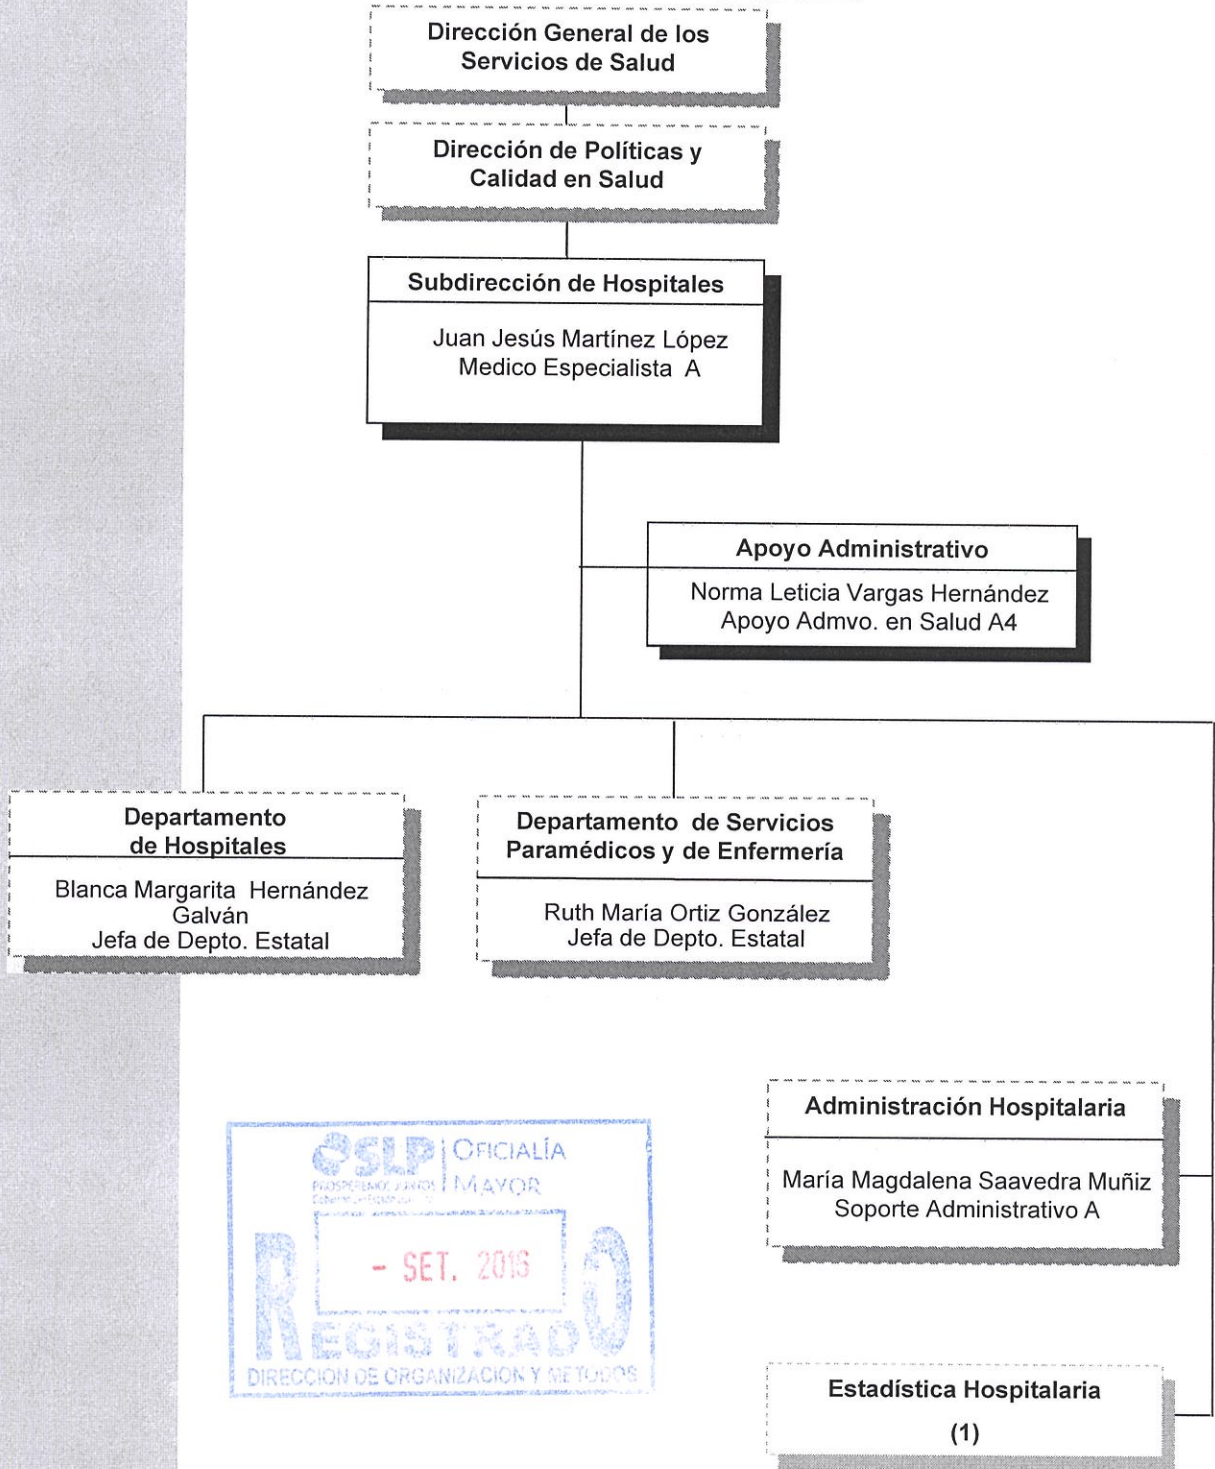 Dirección General de los
Servicios de Salud
Dirección de Políticas y
Calidad en Salud
Subdirección de Hospitales
Juan Jesús Martínez López
Medico Especialista A
Apoyo Administrativo
Norma Leticia Vargas Hernández
Apoyo Admvo. en Salud A4
Departamento
de Hospitales
Blanca Margarita Hernández
Galván
Jefa de Depto. Estatal
Departamento de Servicios
Paramédicos y de Enfermería
Ruth María Ortiz González
Jefa de Depto. Estatal
Administración Hospitalaria
María Magdalena Saavedra Muñiz
Soporte Administrativo A
SLP OFICIALÍA
PROSPEREMOS JUNTOS MAYOR
- SET. 2016
REGISTRADO
DIRECCION DE ORGANIZACION Y METODOS
Estadística Hospitalaria
(1)